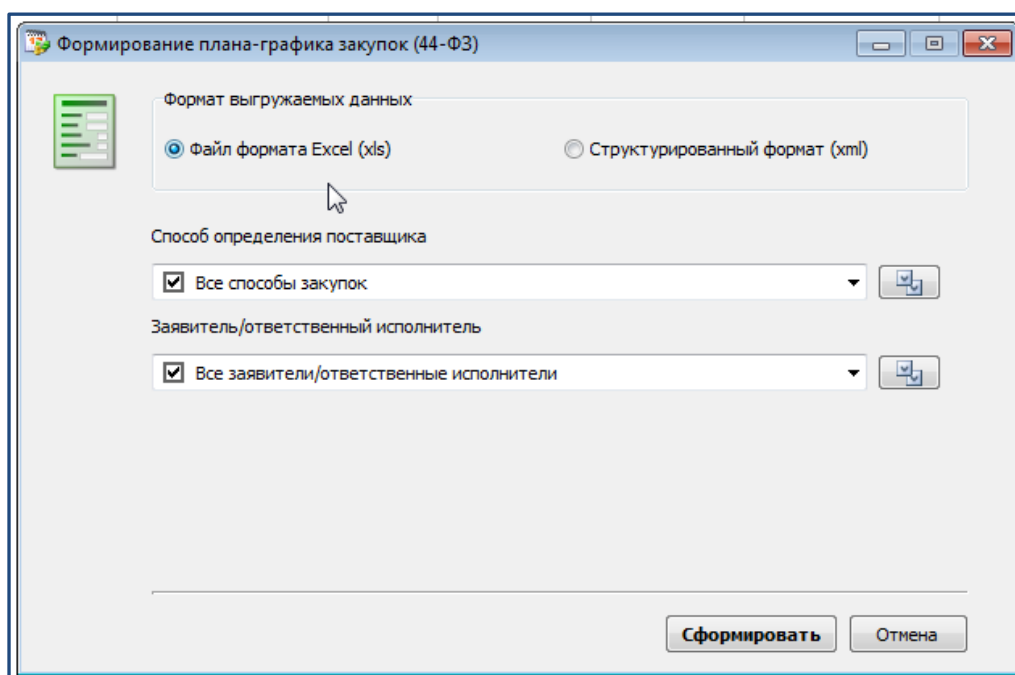 Формирование плана-графика закупок (44-ФЗ)
Формат выгружаемых данных
Файл формата Excel (xls)
Структурированный формат (xml)
Способ определения поставщика
Все способы закупок
Заявитель/ответственный исполнитель
Все заявители/ответственные исполнители
Сформировать
Отмена